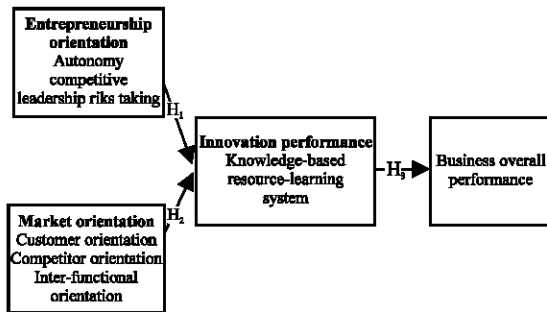 Entrepreneurship
orientation
Autonomy
competitive
leadership riks taking
H₁
Innovation performance
Knowledge-based
resource-learning
system
H₃
Business overall
performance
H₂
Market orientation
Customer orientation
Competitor orientation
Inter-functional
orientation